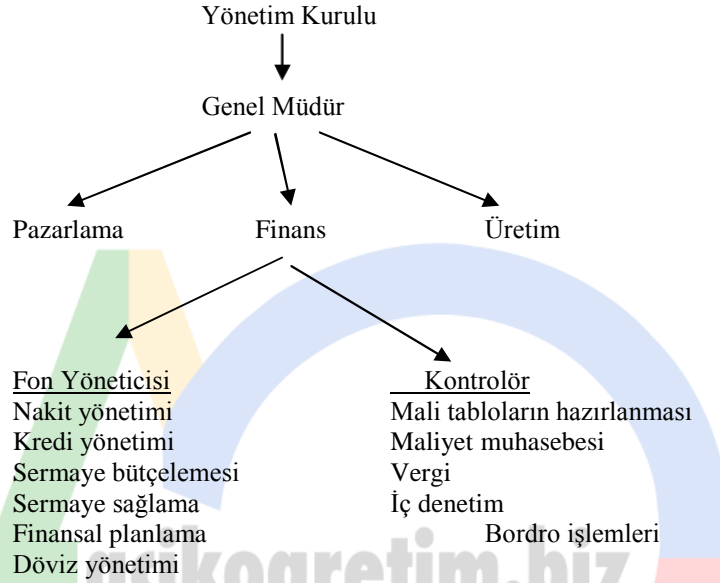 Yönetim Kurulu
Genel Müdür
Pazarlama Finans Üretim
Fon Yöneticisi
Nakit yönetimi
Kredi yönetimi
Sermaye bütçelemesi
Sermaye sağlama
Finansal planlama
Döviz yönetimi
Kontrolör
Mali tabloların hazırlanması
Maliyet muhasebesi
Vergi
İç denetim
Bordro işlemleri